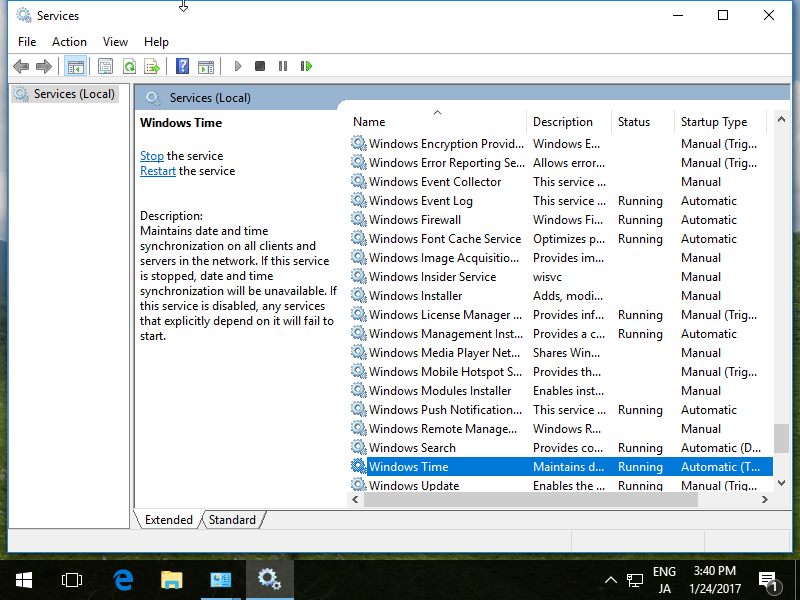 Services
File Action View Help
Services (Local)
Services (Local)
Windows Time
Stop the service
Restart the service
Description:
Maintains date and time
synchronization on all clients and
servers in the network. If this service
is stopped, date and time
synchronization will be unavailable. If
this service is disabled, any services
that explicitly depend on it will fail to
start.
Name Description Status Startup Type
Windows Encryption Provid... Windows E... Manual (Trig...
Windows Error Reporting Se... Allows error... Manual (Trig...
Windows Event Collector This service ... Manual
Windows Event Log This service ... Running Automatic
Windows Firewall Windows Fi... Running Automatic
Windows Font Cache Service Optimizes p... Running Automatic
Windows Image Acquisitio... Provides im... Manual
Windows Insider Service wisvc Manual
Windows Installer Adds, modi... Manual
Windows License Manager ... Provides inf... Running Manual (Trig...
Windows Management Inst... Provides a c... Running Automatic
Windows Media Player Net... Shares Win... Manual
Windows Mobile Hotspot S... Provides th... Manual (Trig...
Windows Modules Installer Enables inst... Manual
Windows Push Notification... This service ... Running Automatic
Windows Remote Manage... Windows R... Manual
Windows Search Provides co... Running Automatic (D...
Windows Time Maintains d... Running Automatic (T...
Windows Update Enables the ... Running Manual (Trig...
Extended Standard
ENG
JA
3:40 PM
1/24/2017
1